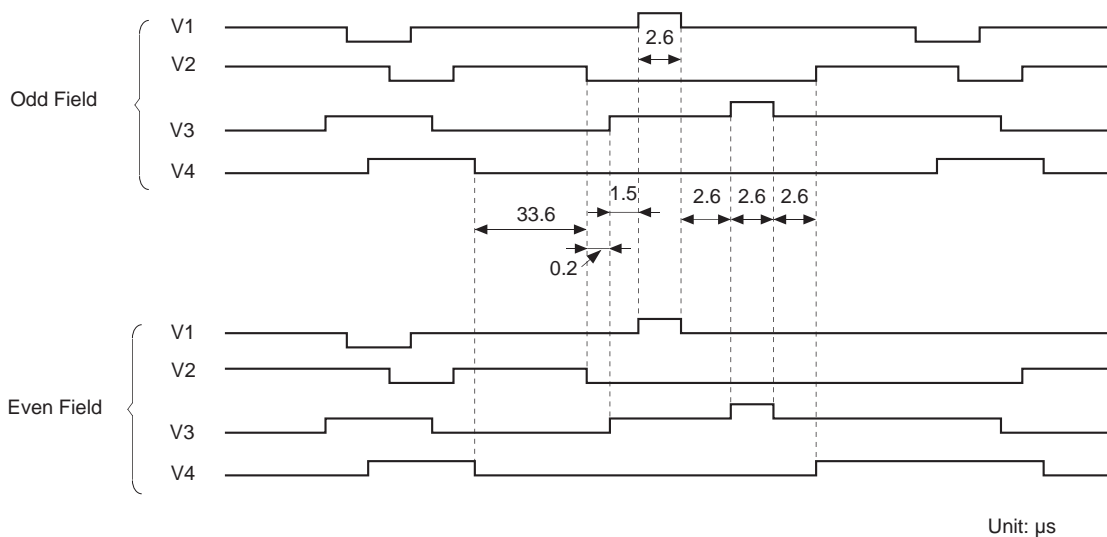 Odd Field
V1
2.6
V2
V3
V4
1.5
2.6 2.6 2.6
33.6
0.2
Even Field
V1
V2
V3
V4
Unit: μs